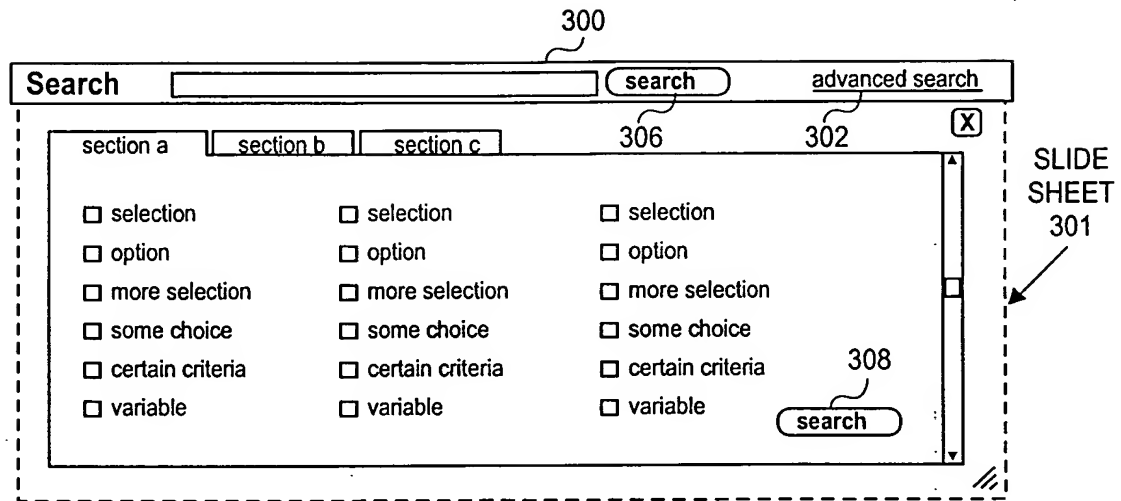 300
Search search advanced search
306 302 X
section a section b section c
SLIDE
SHEET
301
selection selection selection
option option option
more selection more selection more selection
some choice some choice some choice
certain criteria certain criteria certain criteria
308
variable variable variable
search